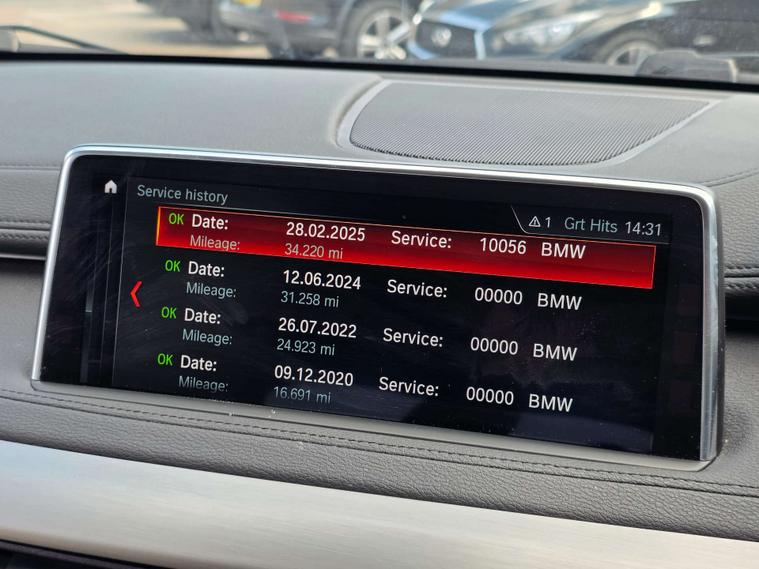 Service history
1 Grt Hits 14:31
OK Date: 28.02.2025 Service: 10056 BMW
Mileage: 34.220 mi
OK Date: 12.06.2024 Service: 00000 BMW
Mileage: 31.258 mi
OK Date: 26.07.2022 Service: 00000 BMW
Mileage: 24.923 mi
OK Date: 09.12.2020 Service: 00000 BMW
Mileage: 16.691 mi